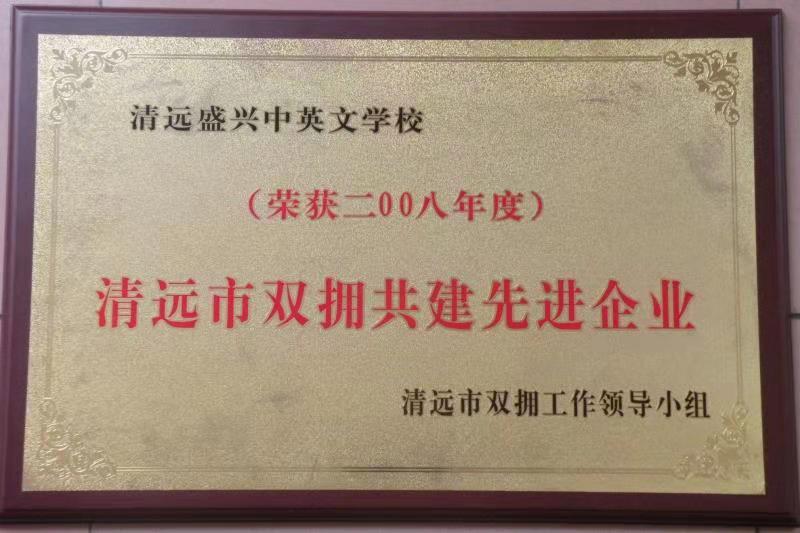 清远盛兴中英文学校
（荣获二00八年度）
清远市双拥共建先进企业
清远市双拥工作领导小组